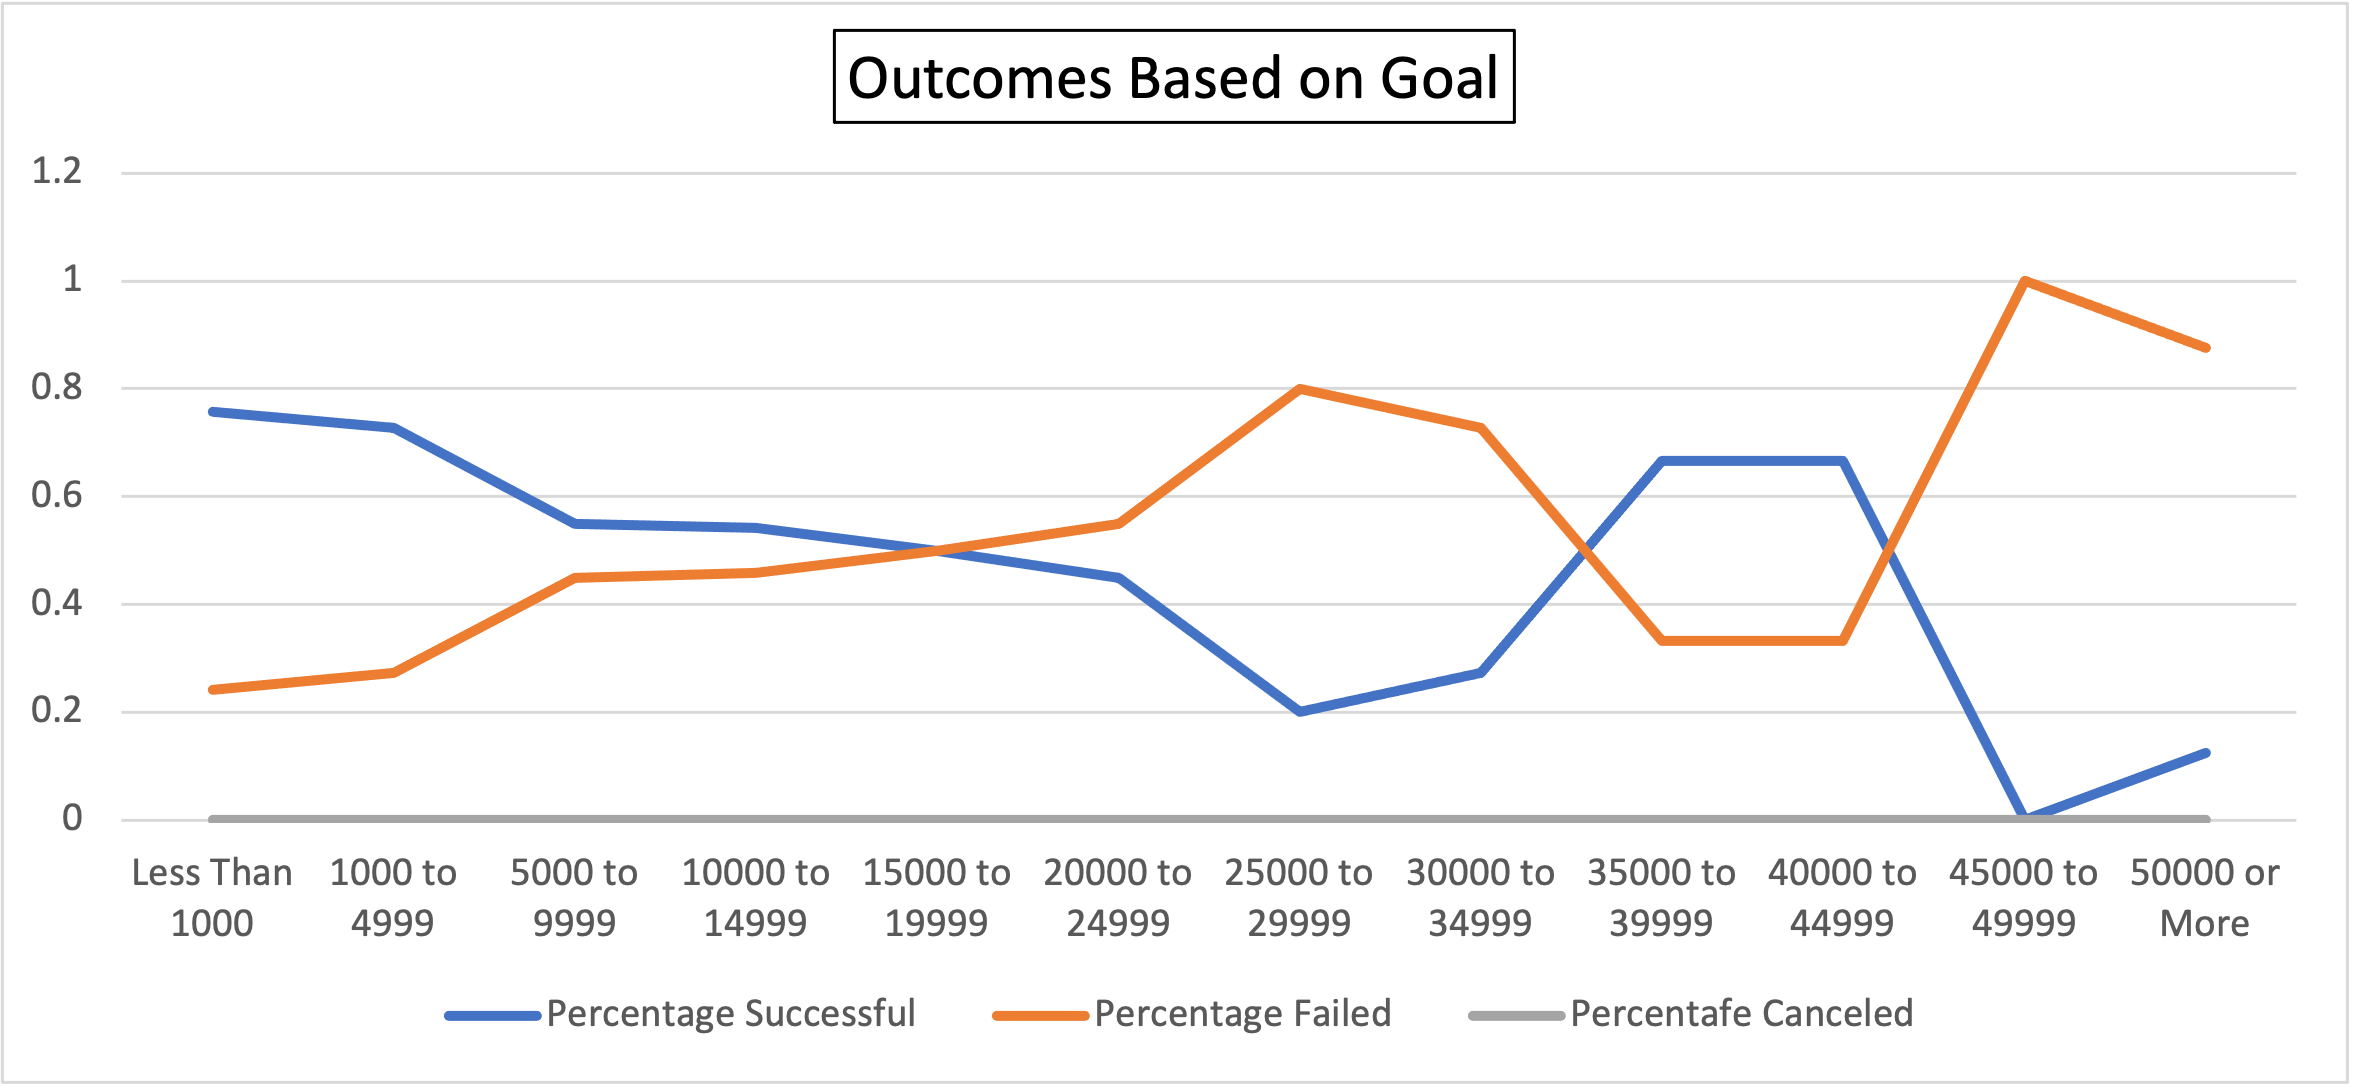 Outcomes Based on Goal
1.2
1
0.8
0.6
0.4
0.2
0
Less Than 1000 to 5000 to 10000 to 15000 to 20000 to 25000 to 30000 to 35000 to 40000 to 45000 to 50000 or
1000 4999 9999 14999 19999 24999 29999 34999 39999 44999 49999 More
Percentage Successful Percentage Failed Percentafe Canceled